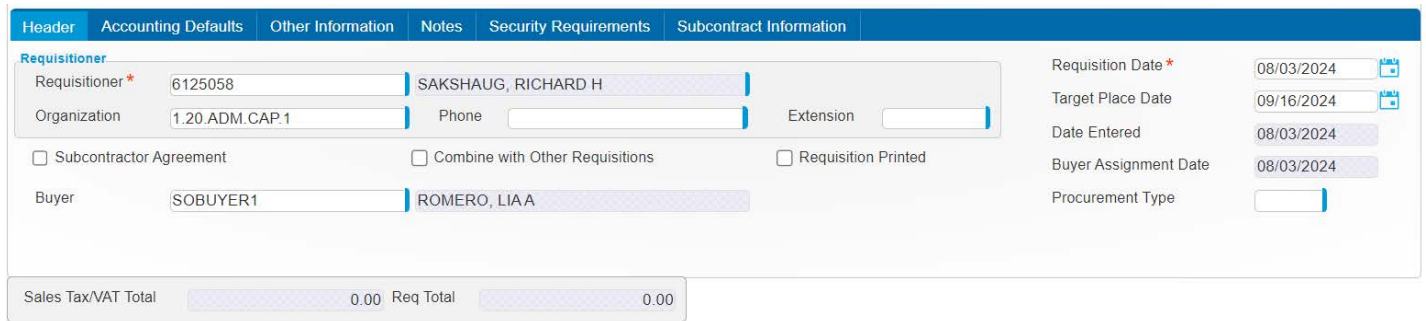 Header Accounting Defaults Other Information Notes Security Requirements Subcontract Information
Requisitioner
Requisitioner * 6125058 SAKSHAUG, RICHARD H
Organization 1.20.ADM.CAP.1 Phone Extension
Subcontractor Agreement Combine with Other Requisitions Requisition Printed
Buyer SOBUYER1 ROMERO, LIA A
Requisition Date * 08/03/2024
Target Place Date 09/16/2024
Date Entered 08/03/2024
Buyer Assignment Date 08/03/2024
Procurement Type
Sales Tax/VAT Total 0.00 Req Total 0.00